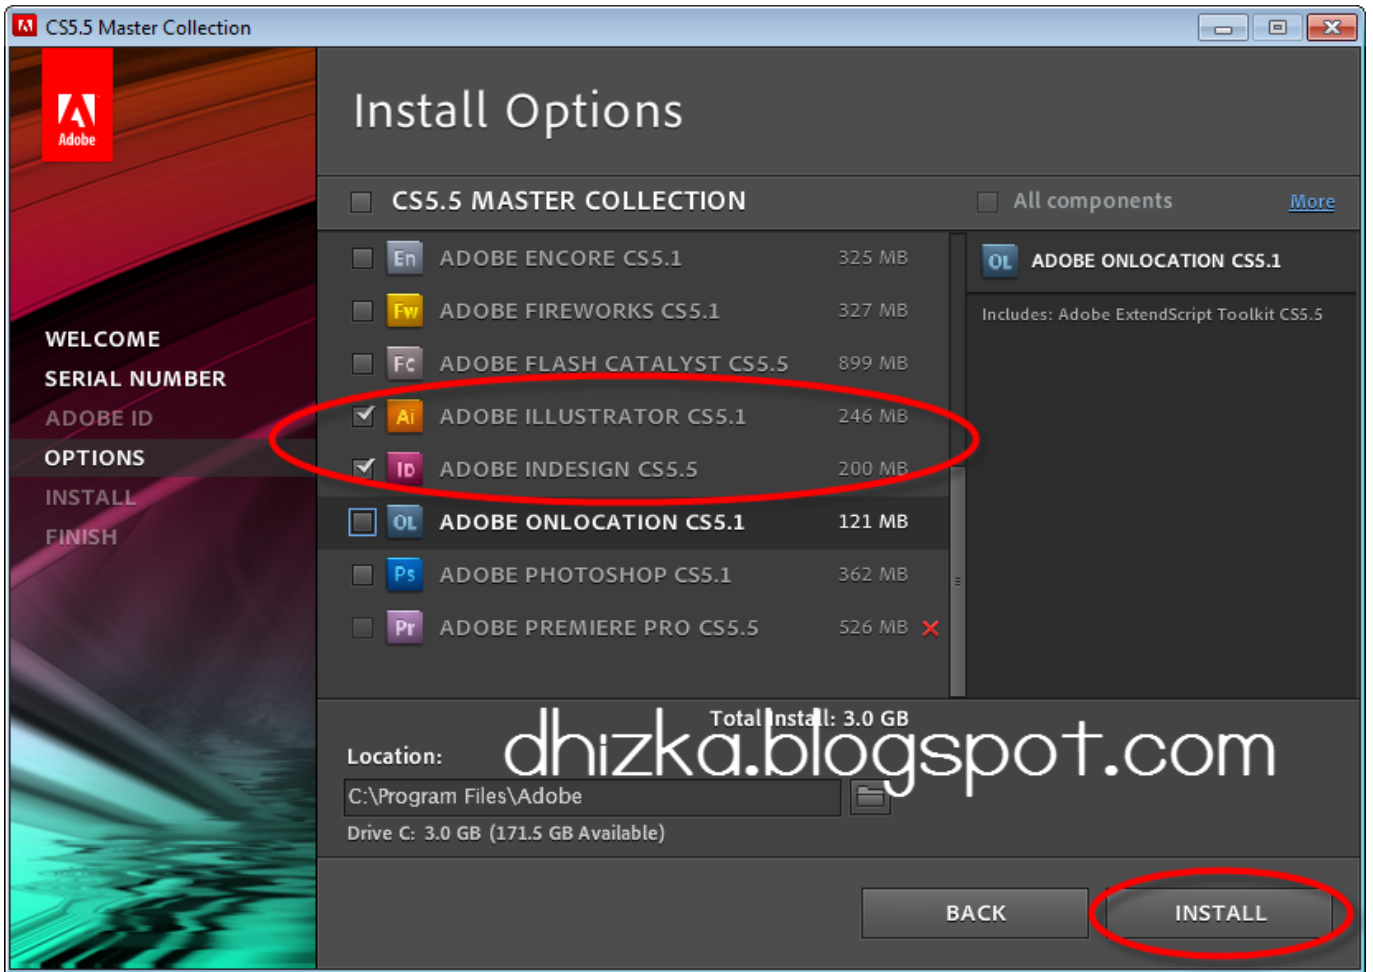 CS5.5 Master Collection
Adobe
Install Options
CS5.5 MASTER COLLECTION
All components
More
En ADOBE ENCORE CS5.1 325 MB
Fw ADOBE FIREWORKS CS5.1 327 MB
Fc ADOBE FLASH CATALYST CS5.5 899 MB
Ai ADOBE ILLUSTRATOR CS5.1 246 MB
ID ADOBE INDESIGN CS5.5 200 MB
OL ADOBE ONLOCATION CS5.1 121 MB
Ps ADOBE PHOTOSHOP CS5.1 362 MB
Pr ADOBE PREMIERE PRO CS5.5 526 MB
OL ADOBE ONLOCATION CS5.1
Includes: Adobe ExtendScript Toolkit CS5.5
WELCOME
SERIAL NUMBER
ADOBE ID
OPTIONS
INSTALL
FINISH
Total Install: 3.0 GB
dhizka.blogspot.com
Location:
C:\Program Files\Adobe
Drive C: 3.0 GB (171.5 GB Available)
BACK
INSTALL